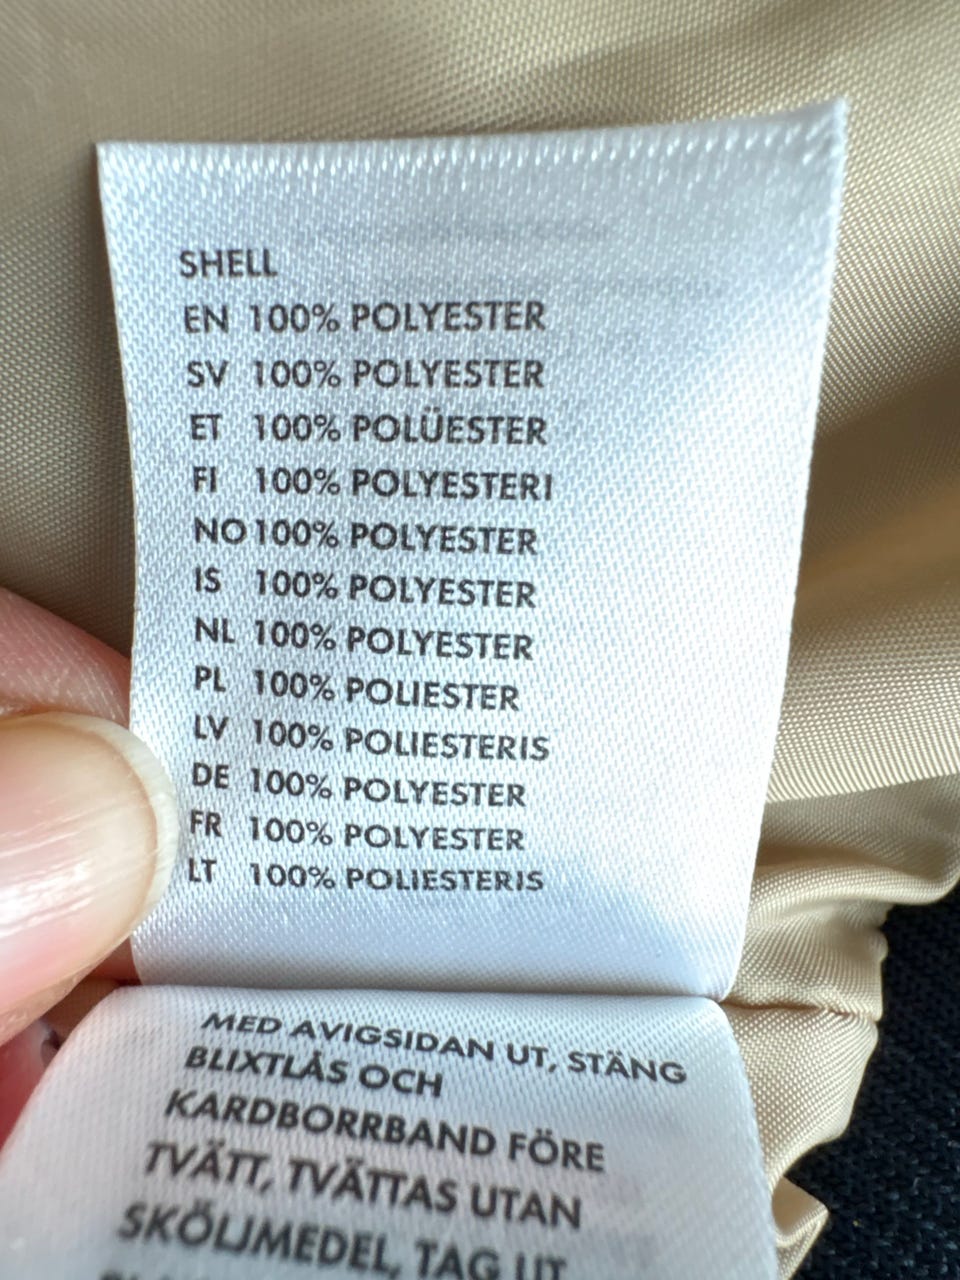 SHELL
EN 100% POLYESTER
SV 100% POLYESTER
ET 100% POLÜESTER
FI 100% POLYESTERI
NO 100% POLYESTER
IS 100% POLYESTER
NL 100% POLYESTER
PL 100% POLIESTER
LV 100% POLIESTERIS
DE 100% POLYESTER
FR 100% POLYESTER
LT 100% POLIESTERIS
MED AVIGSIDAN UT, STÄNG
BLIXTLÅS OCH
KARDBORRBAND FÖRE
TVÄTT, TVÄTTAS UTAN
SKÖLJMEDEL, TAG UT